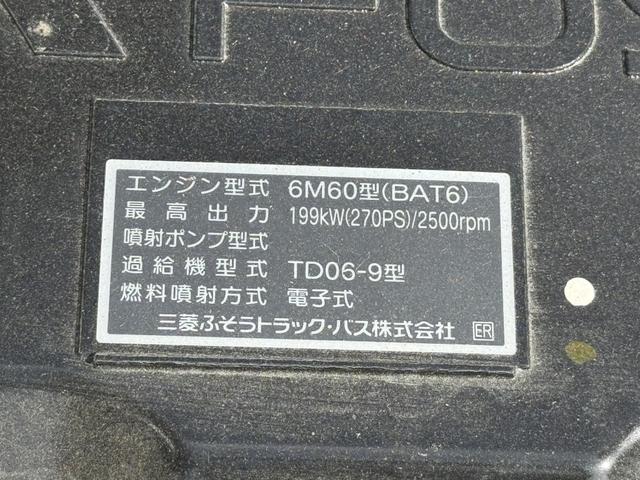 エンジン型式 6M60型(BAT6)
最高出力 199kW(270PS)/2500rpm
噴射ポンプ型式
過給機型式 TD06-9型
燃料噴射方式 電子式
三菱ふそうトラック・バス株式会社 ER